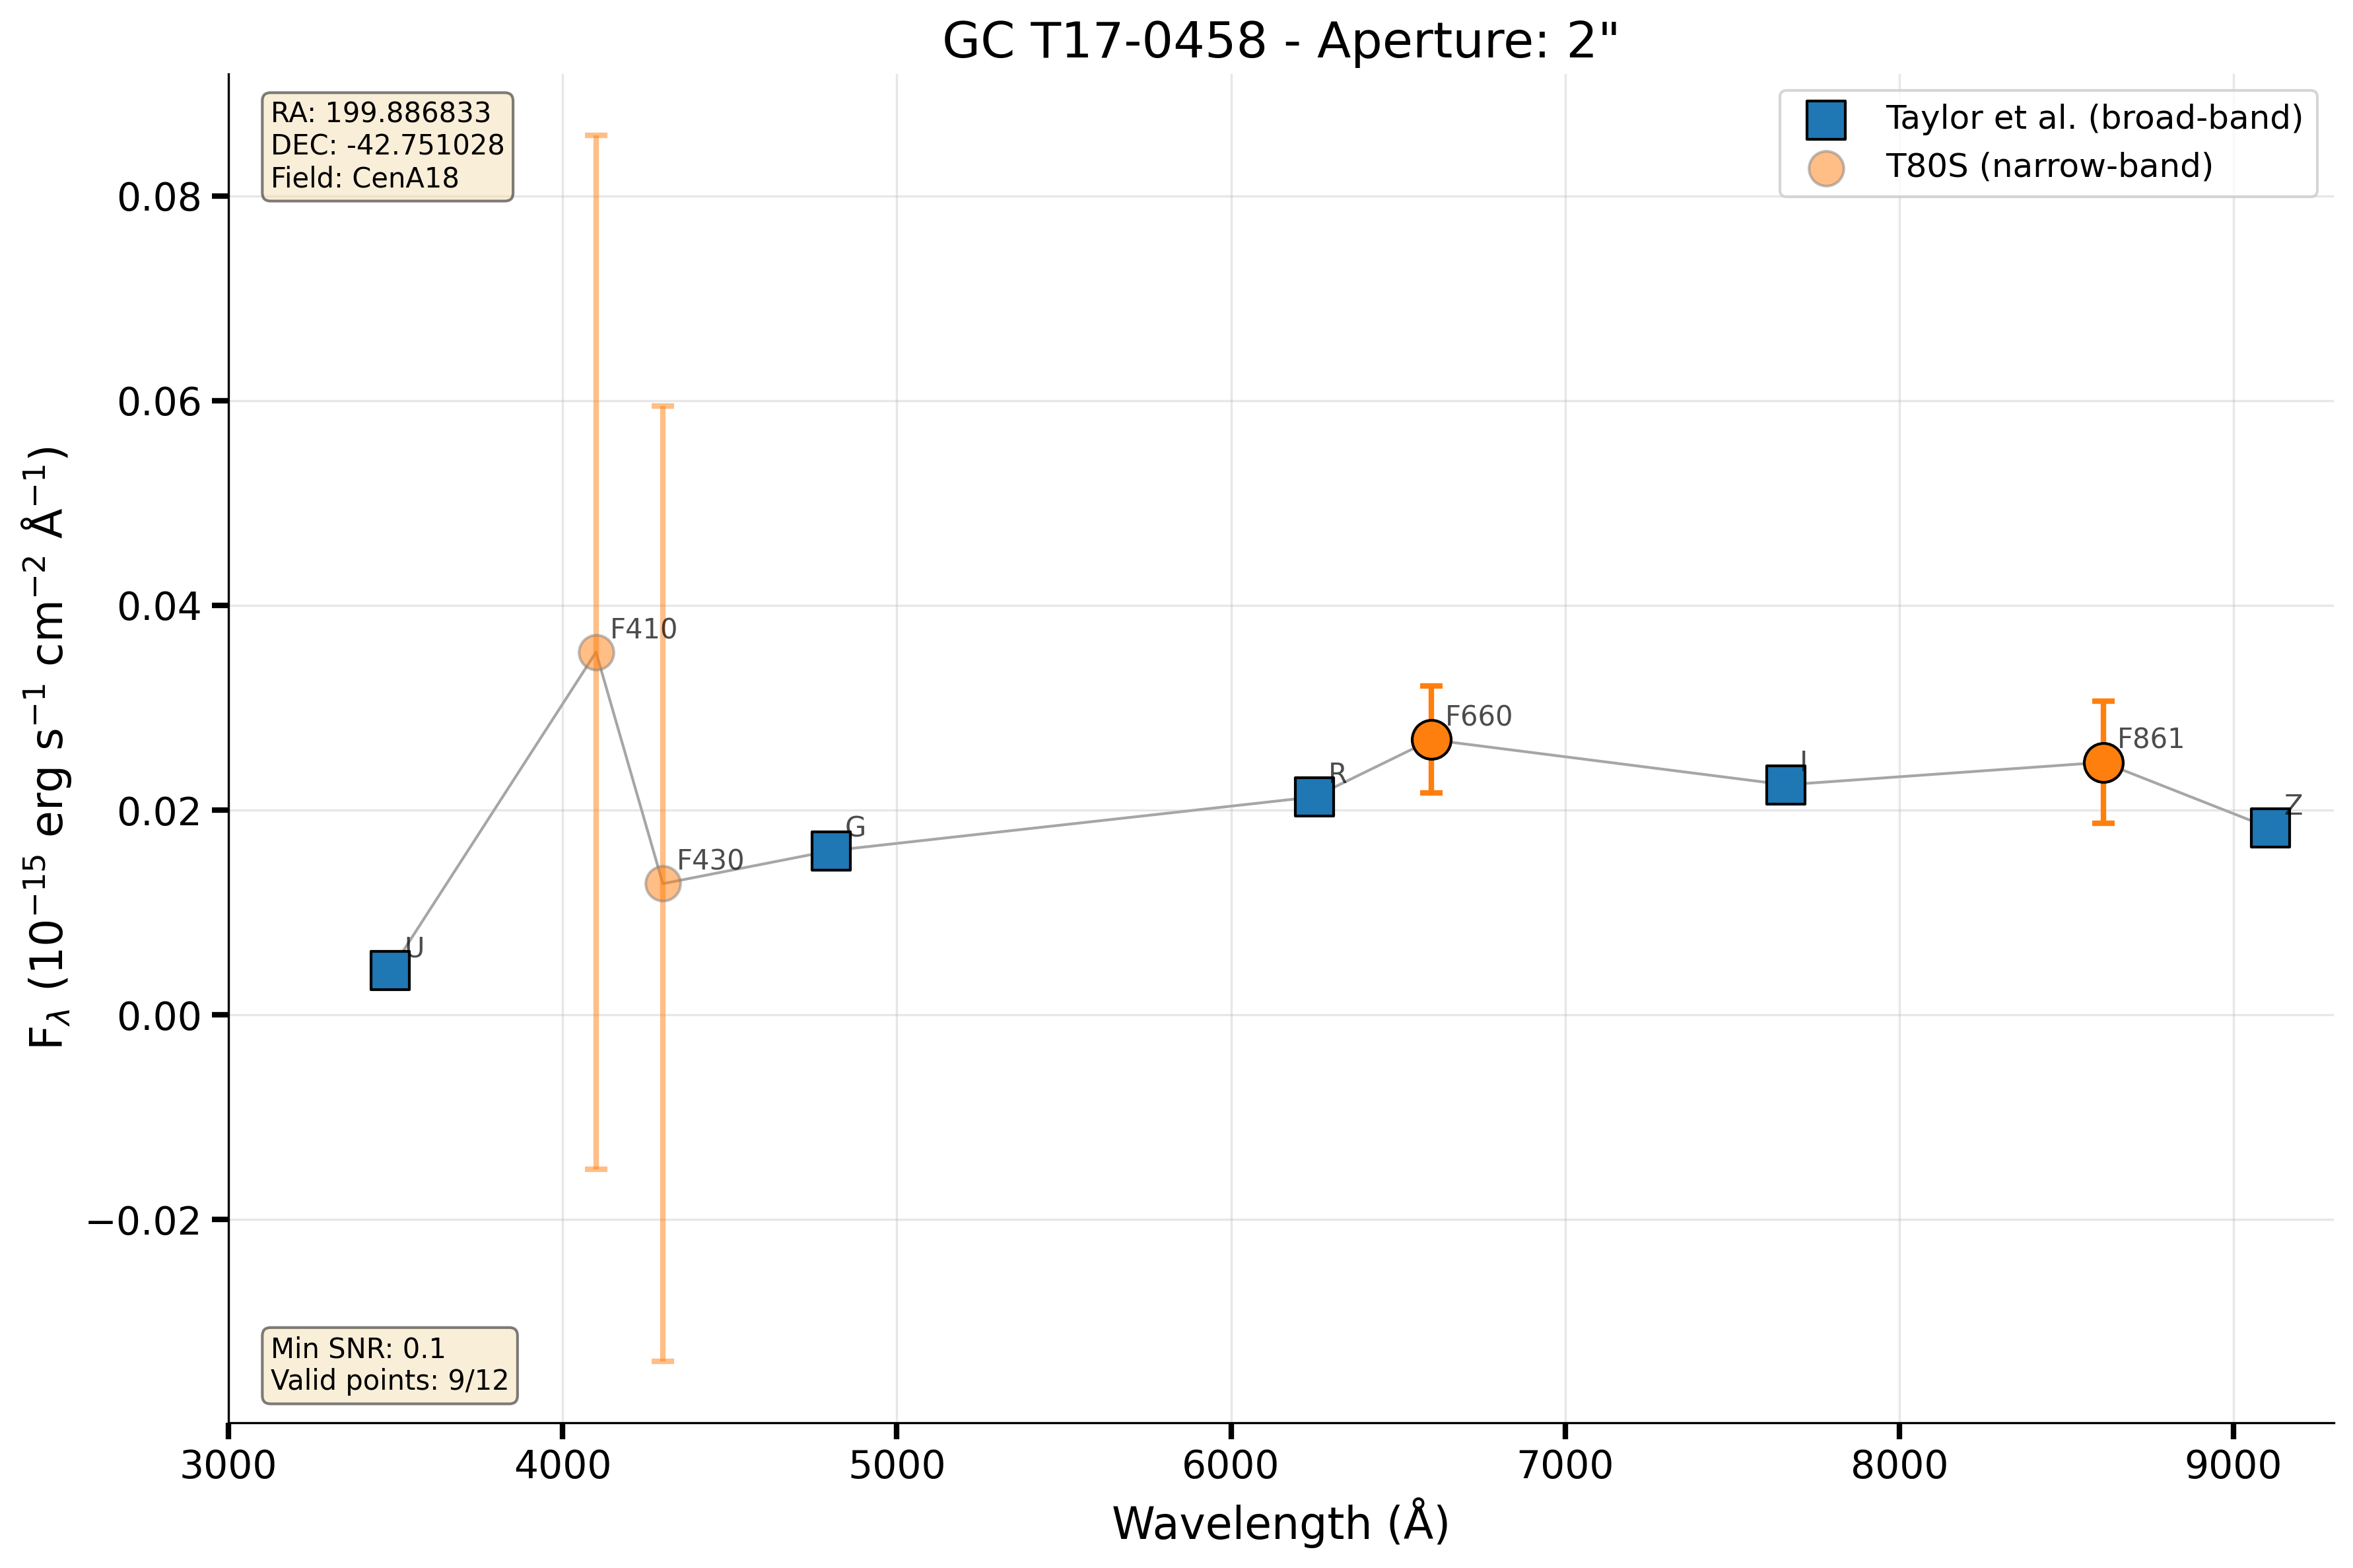 GC T17-0458 - Aperture: 2"
RA: 199.886833
DEC: -42.751028
Field: CenA18
Taylor et al. (broad-band)
T80S (narrow-band)
F_λ (10⁻¹⁵ erg s⁻¹ cm⁻² Å⁻¹)
0.08
0.06
0.04
0.02
0.00
−0.02
U
F410
F430
G
R
F660
I
F861
Z
Min SNR: 0.1
Valid points: 9/12
3000 4000 5000 6000 7000 8000 9000
Wavelength (Å)